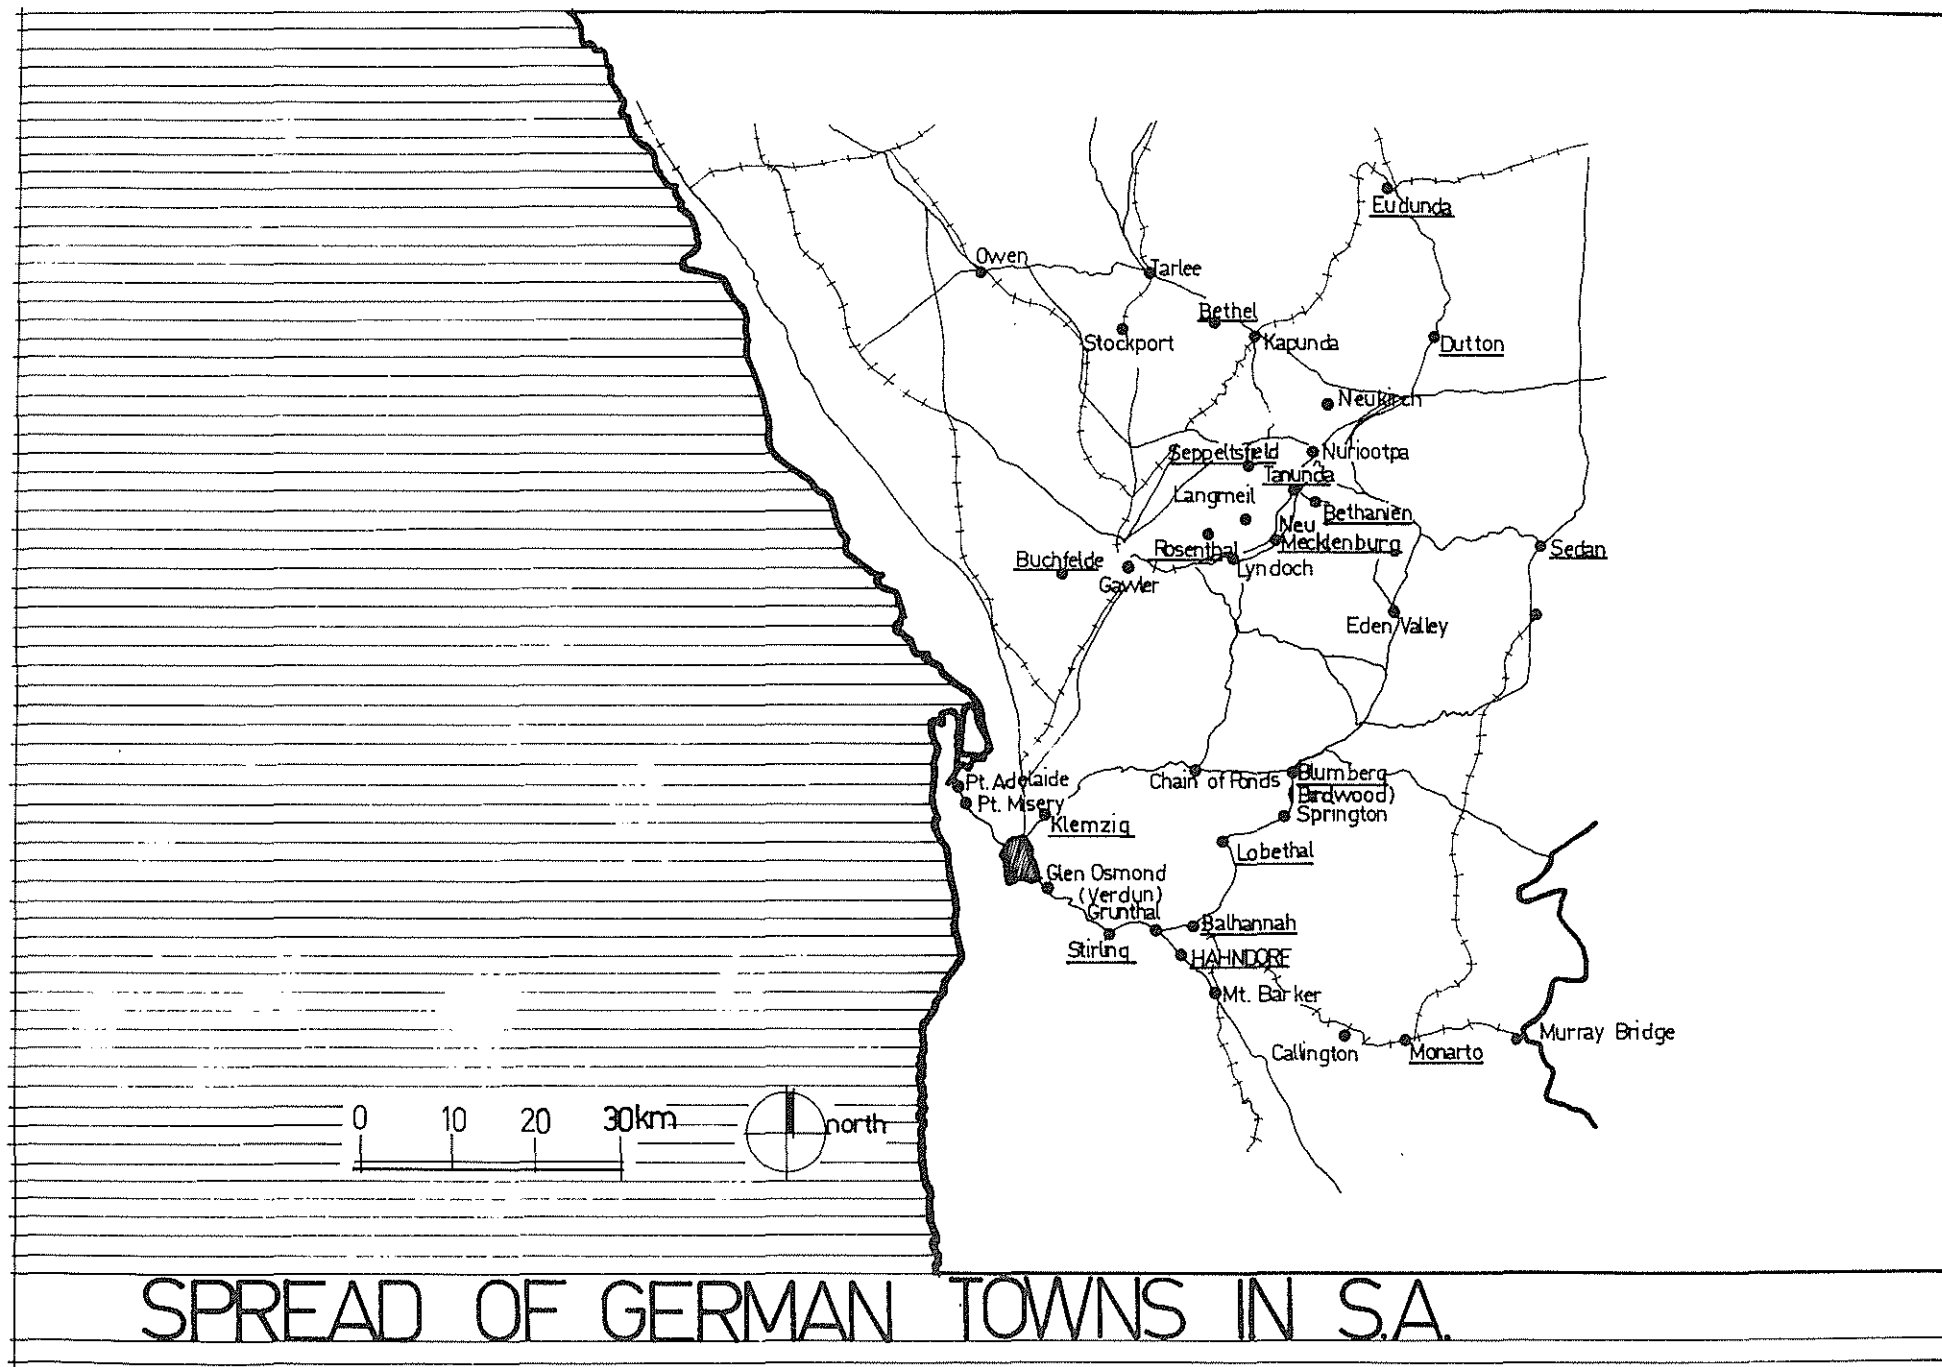 Eudunda
Owen
Tarlee
Bethel
Stockport
Kapunda
Dutton
Neukirch
Seppeltsfield
Nuriootpa
Tanunda
Langmeil
Bethanien
Neu
Mecklenburg
Rosenthal
Sedan
Buchfelde
Lyndoch
Gawler
Eden Valley
Pt. Adelaide
Chain of Ponds
Blumberg
(Birdwood)
Pt. Misery
Springton
Klemzig
Lobethal
Glen Osmond
(Verdun)
Grunthal
Balhannah
Stirling
HAHNDORF
Mt. Barker
Murray Bridge
Callington
Monarto
0 10 20 30km
north
SPREAD OF GERMAN TOWNS IN S.A.